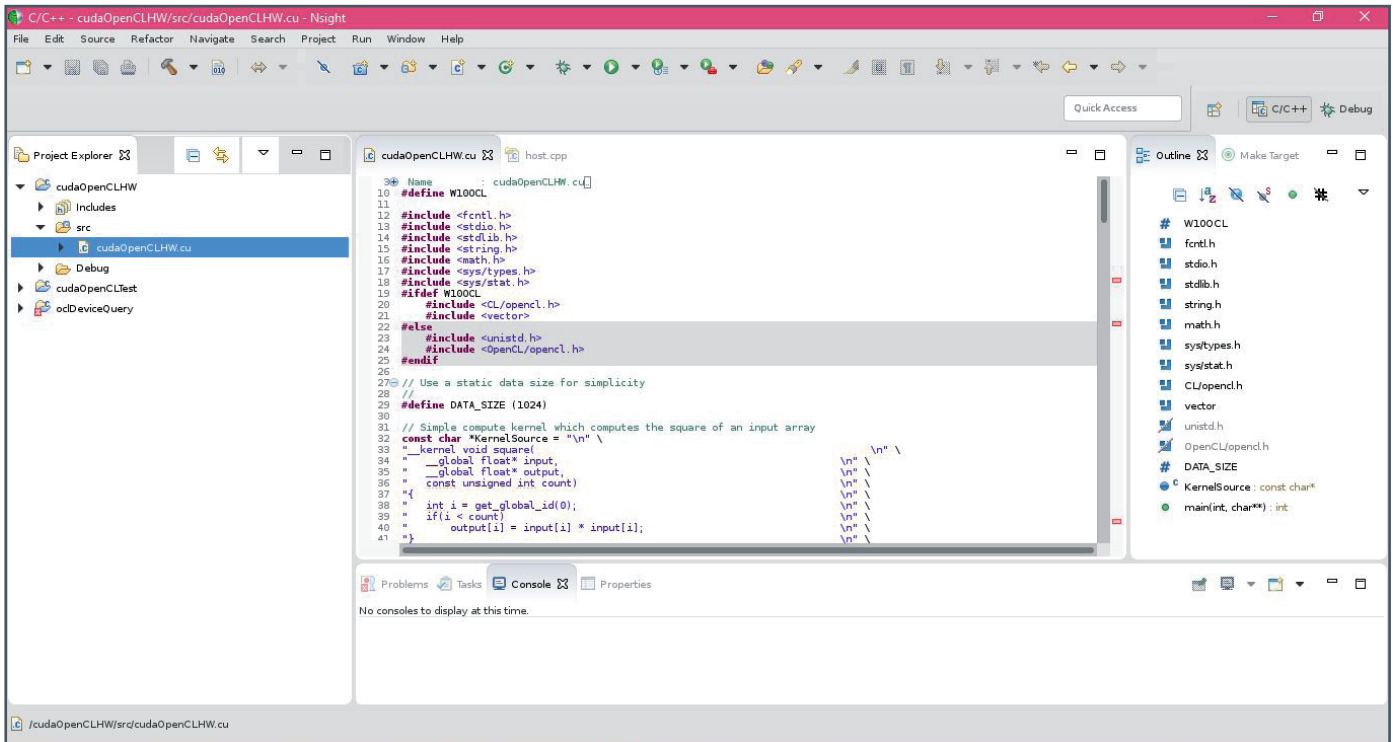 C/C++ - cudaOpenCLHW/src/cudaOpenCLHW.cu - Nsight
File Edit Source Refactor Navigate Search Project Run Window Help
Quick Access
C/C++
Debug
Project Explorer
cudaOpenCLHW
Includes
src
cudaOpenCLHW.cu
Debug
cudaOpenCLTest
oclDeviceQuery
cudaOpenCLHW.cu host.cpp
3 Name : cudaOpenCLHW.cu
10 #define W100CL
11
12 #include <fcntl.h>
13 #include <stdio.h>
14 #include <stdlib.h>
15 #include <string.h>
16 #include <math.h>
17 #include <sys/types.h>
18 #include <sys/stat.h>
19 #ifdef W100CL
20 #include <CL/opencl.h>
21 #include <vector>
22 #else
23 #include <unistd.h>
24 #include <OpenCL/opencl.h>
25 #endif
26
27 // Use a static data size for simplicity
28 //
29 #define DATA_SIZE (1024)
30
31 // Simple compute kernel which computes the square of an input array
32 const char *KernelSource = "\n" \
33 "__kernel void square( \n" \
34 " __global float* input, \n" \
35 " __global float* output, \n" \
36 " const unsigned int count) \n" \
37 "{ \n" \
38 " int i = get_global_id(0); \n" \
39 " if(i < count) \n" \
40 " output[i] = input[i] * input[i]; \n" \
41 "} \n" \
Outline Make Target
# W100CL
fcntl.h
stdio.h
stdlib.h
string.h
math.h
sys/types.h
sys/stat.h
CL/opencl.h
vector
unistd.h
OpenCL/opencl.h
# DATA_SIZE
KernelSource : const char*
main(int, char**) : int
Problems Tasks Console Properties
No consoles to display at this time.
/cudaOpenCLHW/src/cudaOpenCLHW.cu